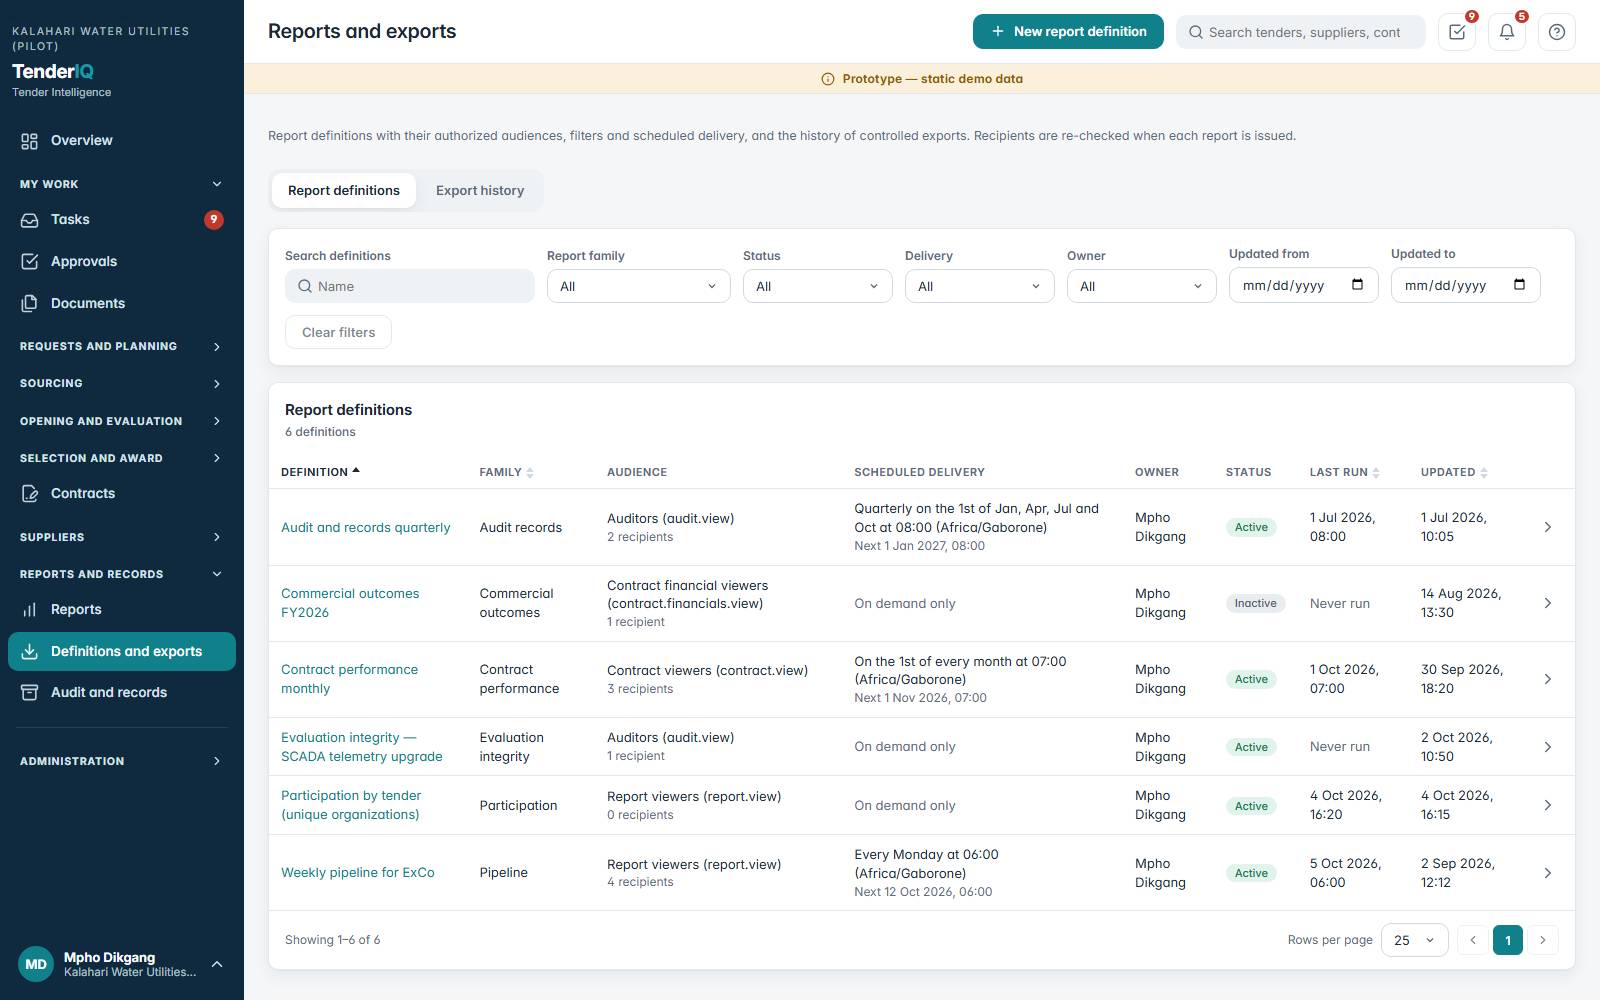 KALAHARI WATER UTILITIES
(PILOT)
TenderIQ
Tender Intelligence
Overview
MY WORK
Tasks 9
Approvals
Documents
REQUESTS AND PLANNING
SOURCING
OPENING AND EVALUATION
SELECTION AND AWARD
Contracts
SUPPLIERS
REPORTS AND RECORDS
Reports
Definitions and exports
Audit and records
ADMINISTRATION
MD Mpho Dikgang
Kalahari Water Utilities...
Reports and exports
New report definition
Search tenders, suppliers, cont
9
5
Prototype — static demo data
Report definitions with their authorized audiences, filters and scheduled delivery, and the history of controlled exports. Recipients are re-checked when each report is issued.
Report definitions Export history
Search definitions Report family Status Delivery Owner Updated from Updated to
Name All All All All mm/dd/yyyy mm/dd/yyyy
Clear filters
Report definitions
6 definitions
DEFINITION FAMILY AUDIENCE SCHEDULED DELIVERY OWNER STATUS LAST RUN UPDATED
Audit and records quarterly
Audit records
Auditors (audit.view)
2 recipients
Quarterly on the 1st of Jan, Apr, Jul and
Oct at 08:00 (Africa/Gaborone)
Next 1 Jan 2027, 08:00
Mpho
Dikgang
Active
1 Jul 2026,
08:00
1 Jul 2026,
10:05
Commercial outcomes
FY2026
Commercial
outcomes
Contract financial viewers
(contract.financials.view)
1 recipient
On demand only
Mpho
Dikgang
Inactive
Never run
14 Aug 2026,
13:30
Contract performance
monthly
Contract
performance
Contract viewers (contract.view)
3 recipients
On the 1st of every month at 07:00
(Africa/Gaborone)
Next 1 Nov 2026, 07:00
Mpho
Dikgang
Active
1 Oct 2026,
07:00
30 Sep 2026,
18:20
Evaluation integrity —
SCADA telemetry upgrade
Evaluation
integrity
Auditors (audit.view)
1 recipient
On demand only
Mpho
Dikgang
Active
Never run
2 Oct 2026,
10:50
Participation by tender
(unique organizations)
Participation
Report viewers (report.view)
0 recipients
On demand only
Mpho
Dikgang
Active
4 Oct 2026,
16:20
4 Oct 2026,
16:15
Weekly pipeline for ExCo
Pipeline
Report viewers (report.view)
4 recipients
Every Monday at 06:00
(Africa/Gaborone)
Next 12 Oct 2026, 06:00
Mpho
Dikgang
Active
5 Oct 2026,
06:00
2 Sep 2026,
12:12
Showing 1–6 of 6
Rows per page 25 1